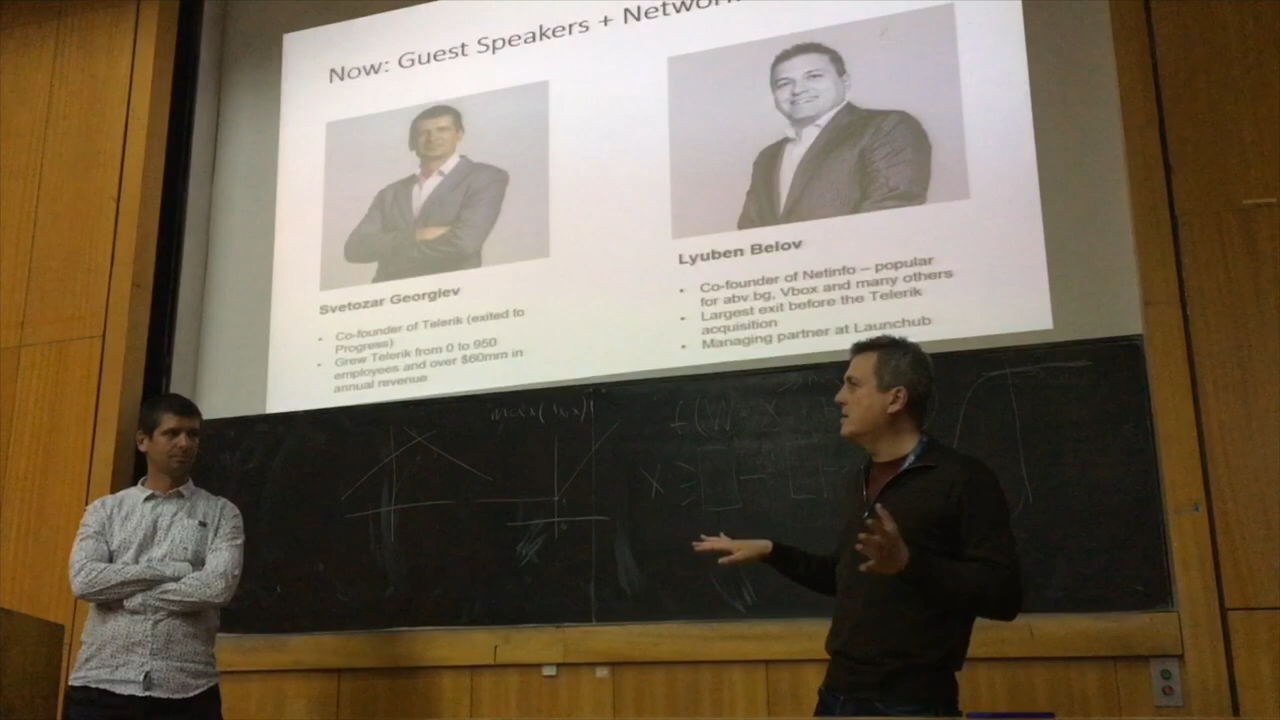 Now: Guest Speakers + Network
Svetozar Georgiev
• Co-founder of Telerik (exited to
Progress)
• Grew Telerik from 0 to 950
employees and over $60mm in
annual revenue
Lyuben Belov
• Co-founder of Netinfo – popular
for abv.bg, Vbox and many others
• Largest exit before the Telerik
acquisition
• Managing partner at Launchub
X